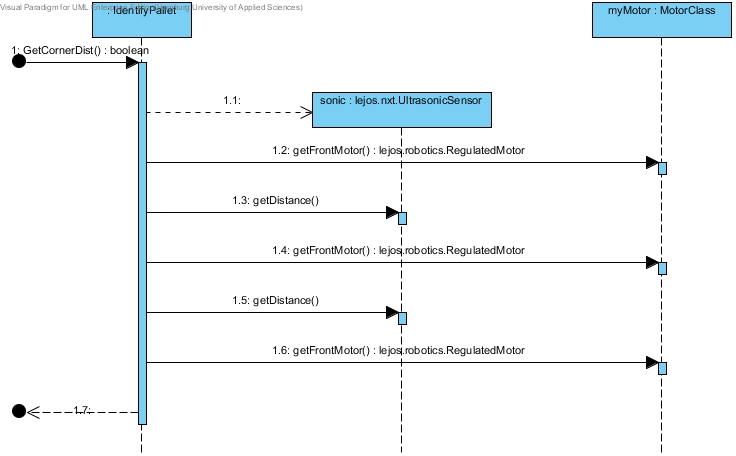 Visual Paradigm for UML Enterprise Edition University of Applied Sciences)
: IdentifyPallet
myMotor : MotorClass
1: GetCornerDist() : boolean
1.1:
sonic : lejos.nxt.UltrasonicSensor
1.2: getFrontMotor() : lejos.robotics.RegulatedMotor
1.3: getDistance()
1.4: getFrontMotor() : lejos.robotics.RegulatedMotor
1.5: getDistance()
1.6: getFrontMotor() : lejos.robotics.RegulatedMotor
1.7: